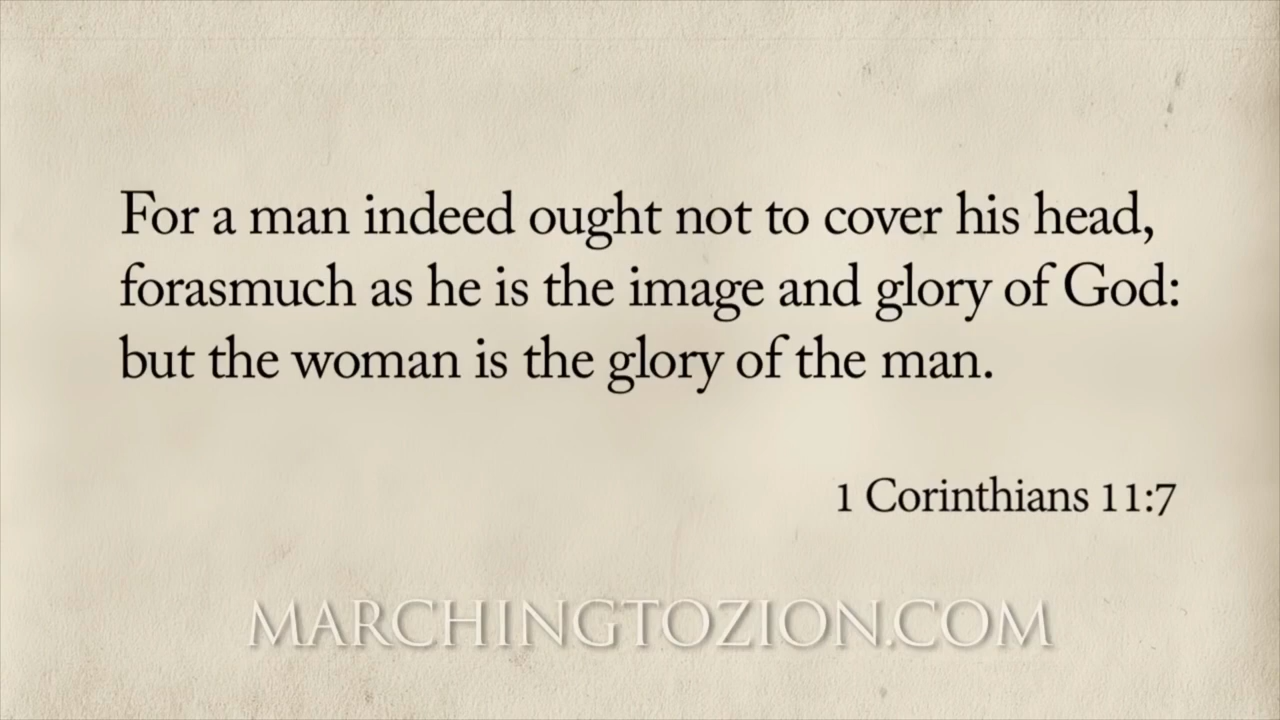 For a man indeed ought not to cover his head,
forasmuch as he is the image and glory of God:
but the woman is the glory of the man.
1 Corinthians 11:7
MARCHINGTOZION.COM